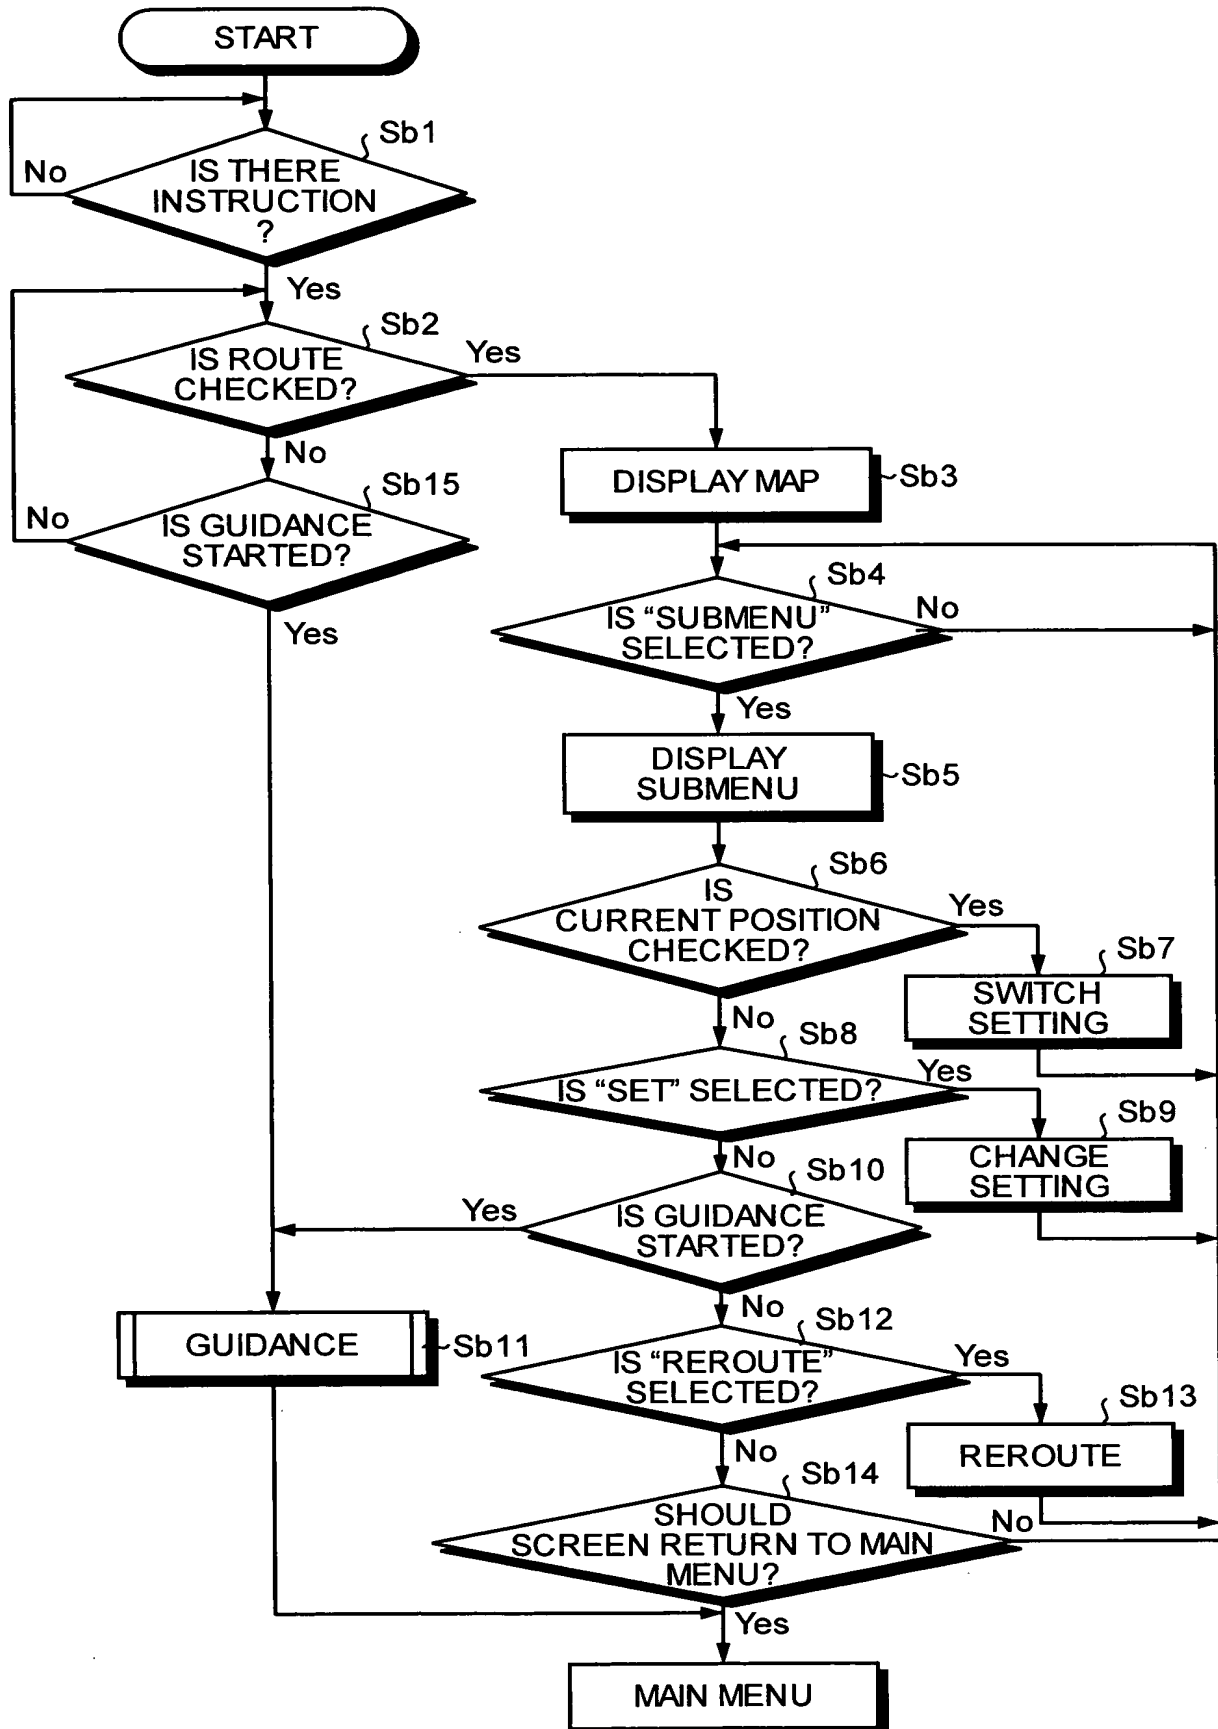 START
Sb1
No
IS THERE
INSTRUCTION
?
Yes
Sb2
IS ROUTE
CHECKED?
Yes
No
DISPLAY MAP
Sb3
Sb15
No
IS GUIDANCE
STARTED?
Yes
Sb4
IS “SUBMENU”
SELECTED?
No
Yes
DISPLAY
SUBMENU
Sb5
Sb6
IS
CURRENT POSITION
CHECKED?
Yes
Sb7
SWITCH
SETTING
No
Sb8
IS “SET” SELECTED?
Yes
Sb9
CHANGE
SETTING
No
Sb10
IS GUIDANCE
STARTED?
Yes
No
GUIDANCE
Sb11
Sb12
IS “REROUTE”
SELECTED?
Yes
Sb13
REROUTE
No
Sb14
SHOULD
SCREEN RETURN TO MAIN
MENU?
No
Yes
MAIN MENU